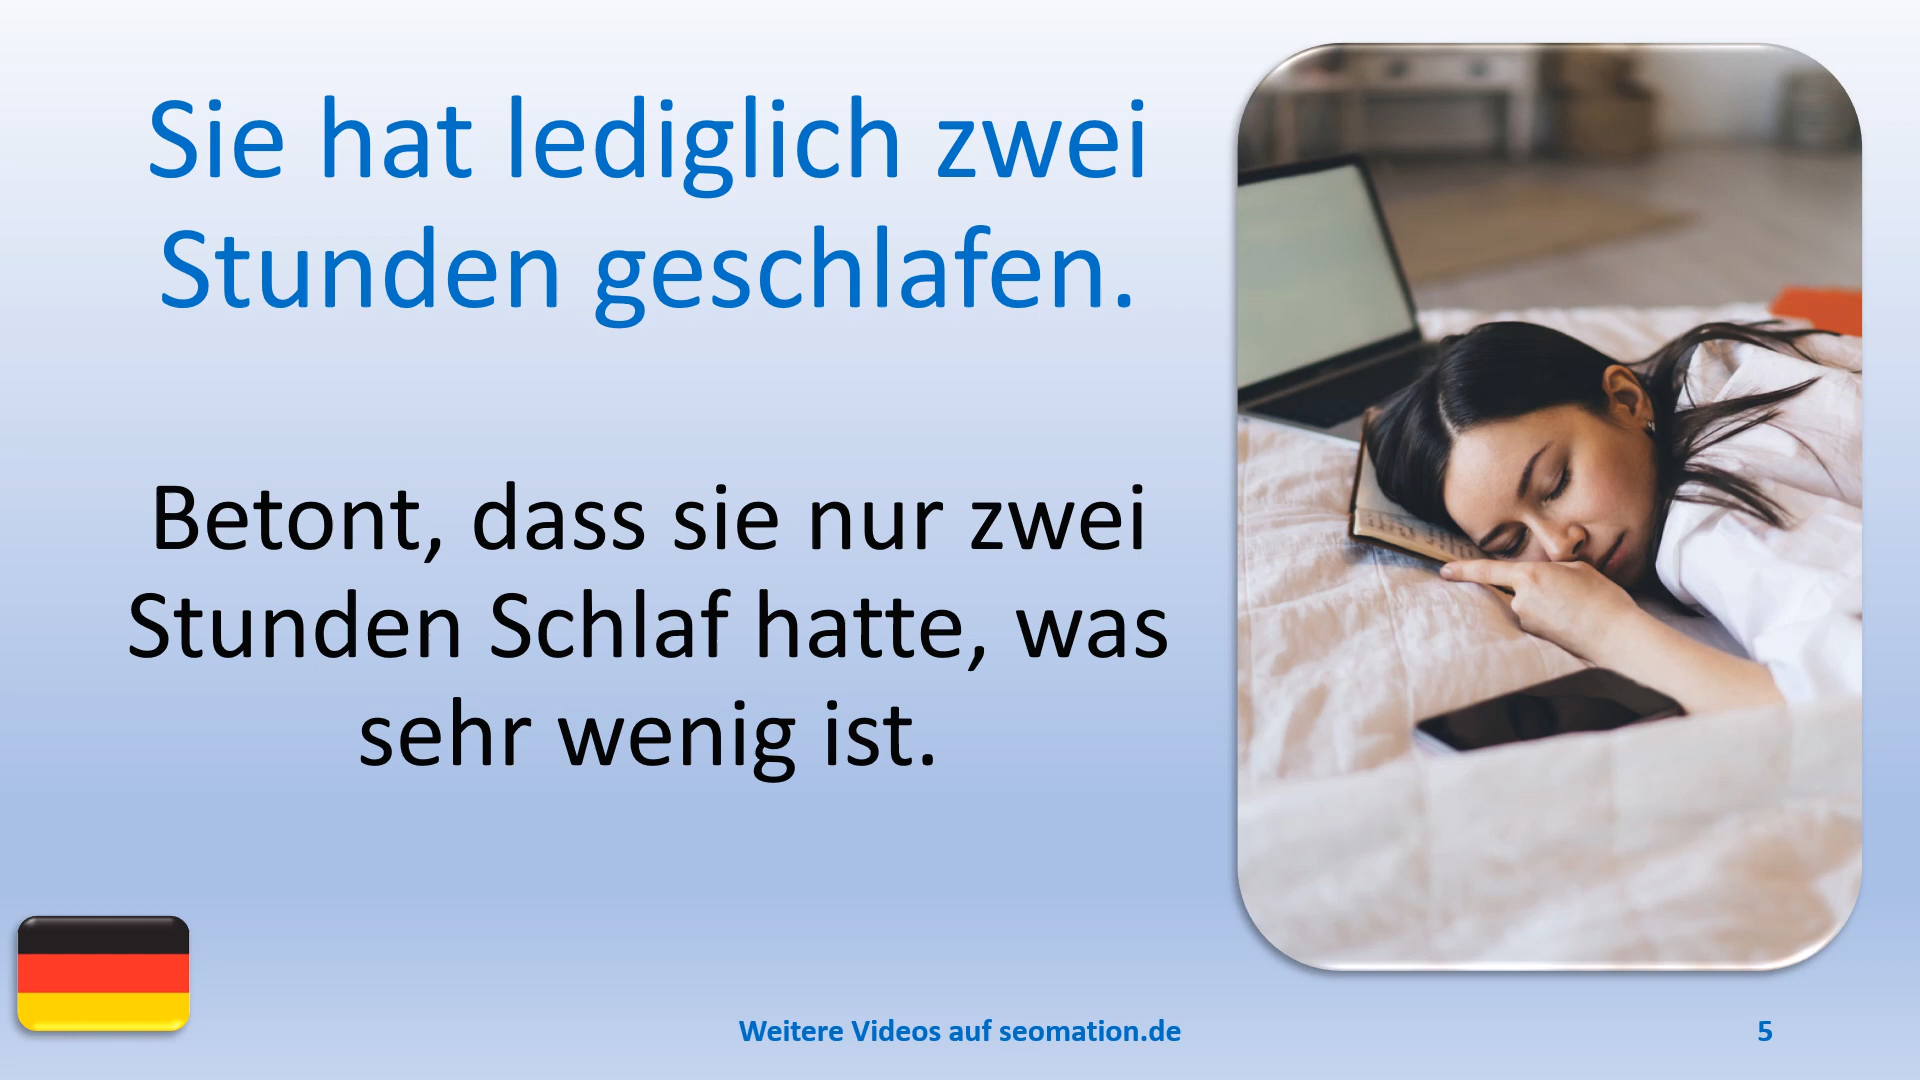 Sie hat lediglich zwei
Stunden geschlafen.
Betont, dass sie nur zwei
Stunden Schlaf hatte, was
sehr wenig ist.
Weitere Videos auf seomation.de
5